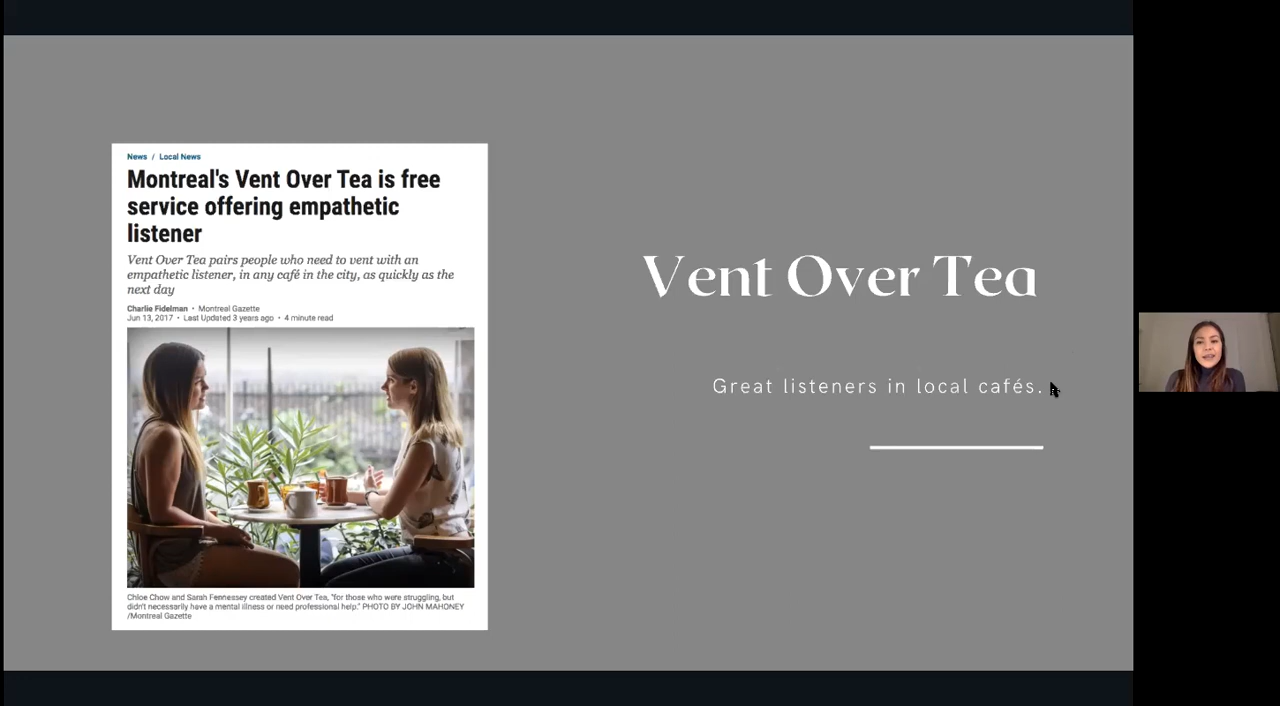 News / Local News
Montreal's Vent Over Tea is free
service offering empathetic
listener
Vent Over Tea pairs people who need to vent with an
empathetic listener, in any café in the city, as quickly as the
next day
Charlie Fidelman • Montreal Gazette
Jun 13, 2017 • Last Updated 3 years ago • 4 minute read
Chloe Chow and Sarah Fennessey created Vent Over Tea, "for those who were struggling, but
didn't necessarily have a mental illness or need professional help." PHOTO BY JOHN MAHONEY
/Montreal Gazette
Vent Over Tea
Great listeners in local cafés.